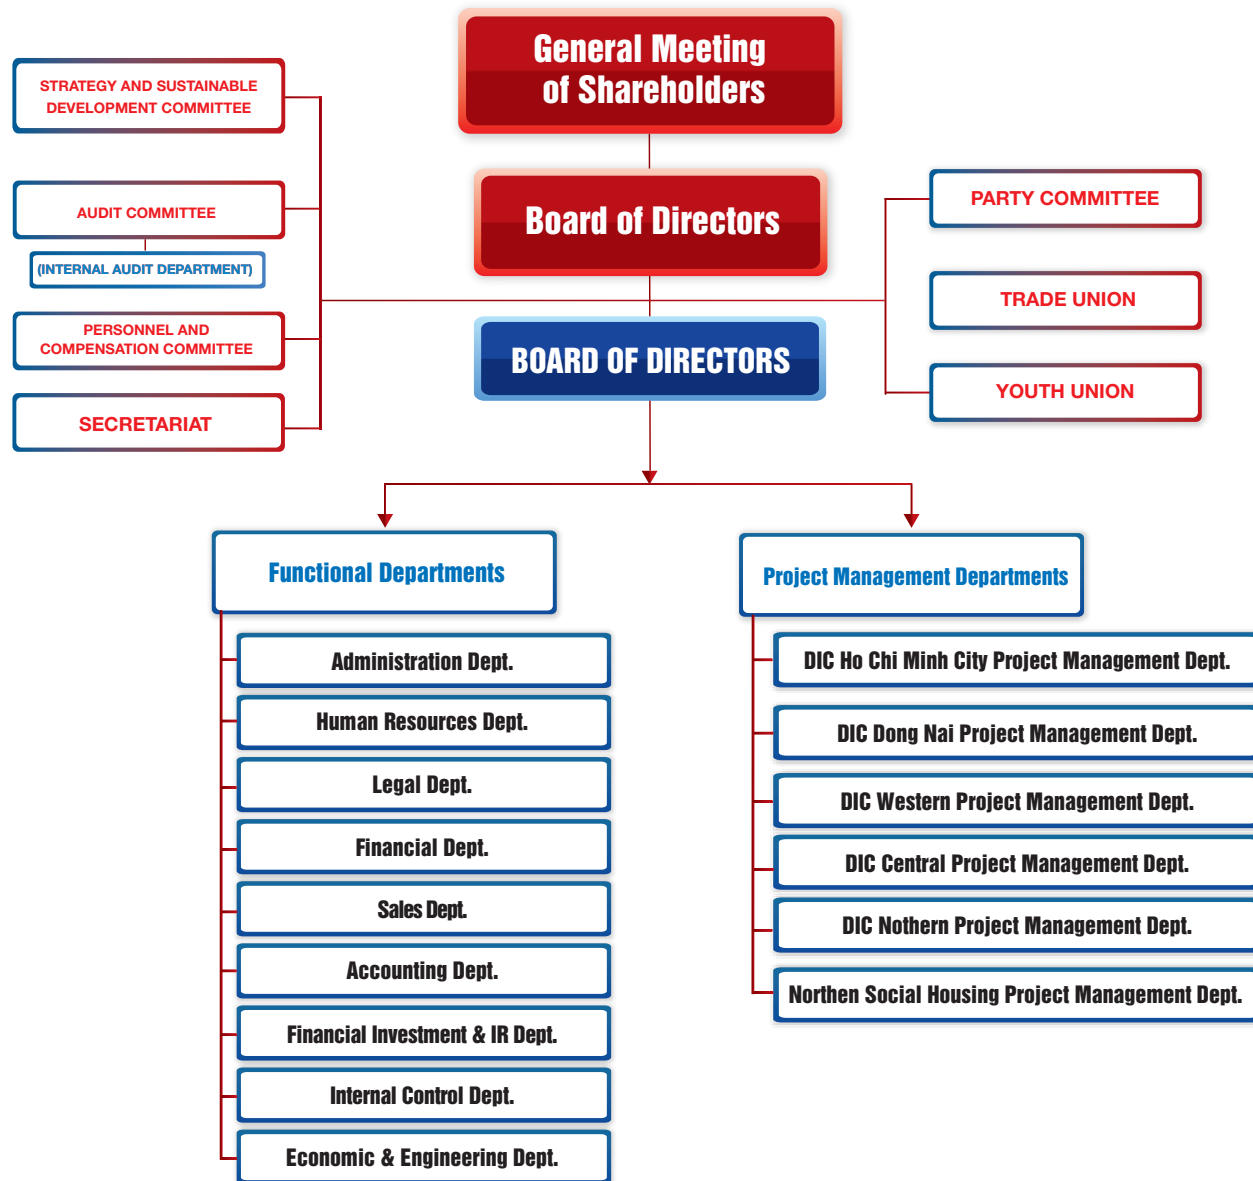 General Meeting
of Shareholders
STRATEGY AND SUSTAINABLE
DEVELOPMENT COMMITTEE
AUDIT COMMITTEE
(INTERNAL AUDIT DEPARTMENT)
PERSONNEL AND
COMPENSATION COMMITTEE
SECRETARIAT
Board of Directors
BOARD OF DIRECTORS
PARTY COMMITTEE
TRADE UNION
YOUTH UNION
Functional Departments
Administration Dept.
Human Resources Dept.
Legal Dept.
Financial Dept.
Sales Dept.
Accounting Dept.
Financial Investment & IR Dept.
Internal Control Dept.
Economic & Engineering Dept.
Project Management Departments
DIC Ho Chi Minh City Project Management Dept.
DIC Dong Nai Project Management Dept.
DIC Western Project Management Dept.
DIC Central Project Management Dept.
DIC Nothern Project Management Dept.
Northen Social Housing Project Management Dept.